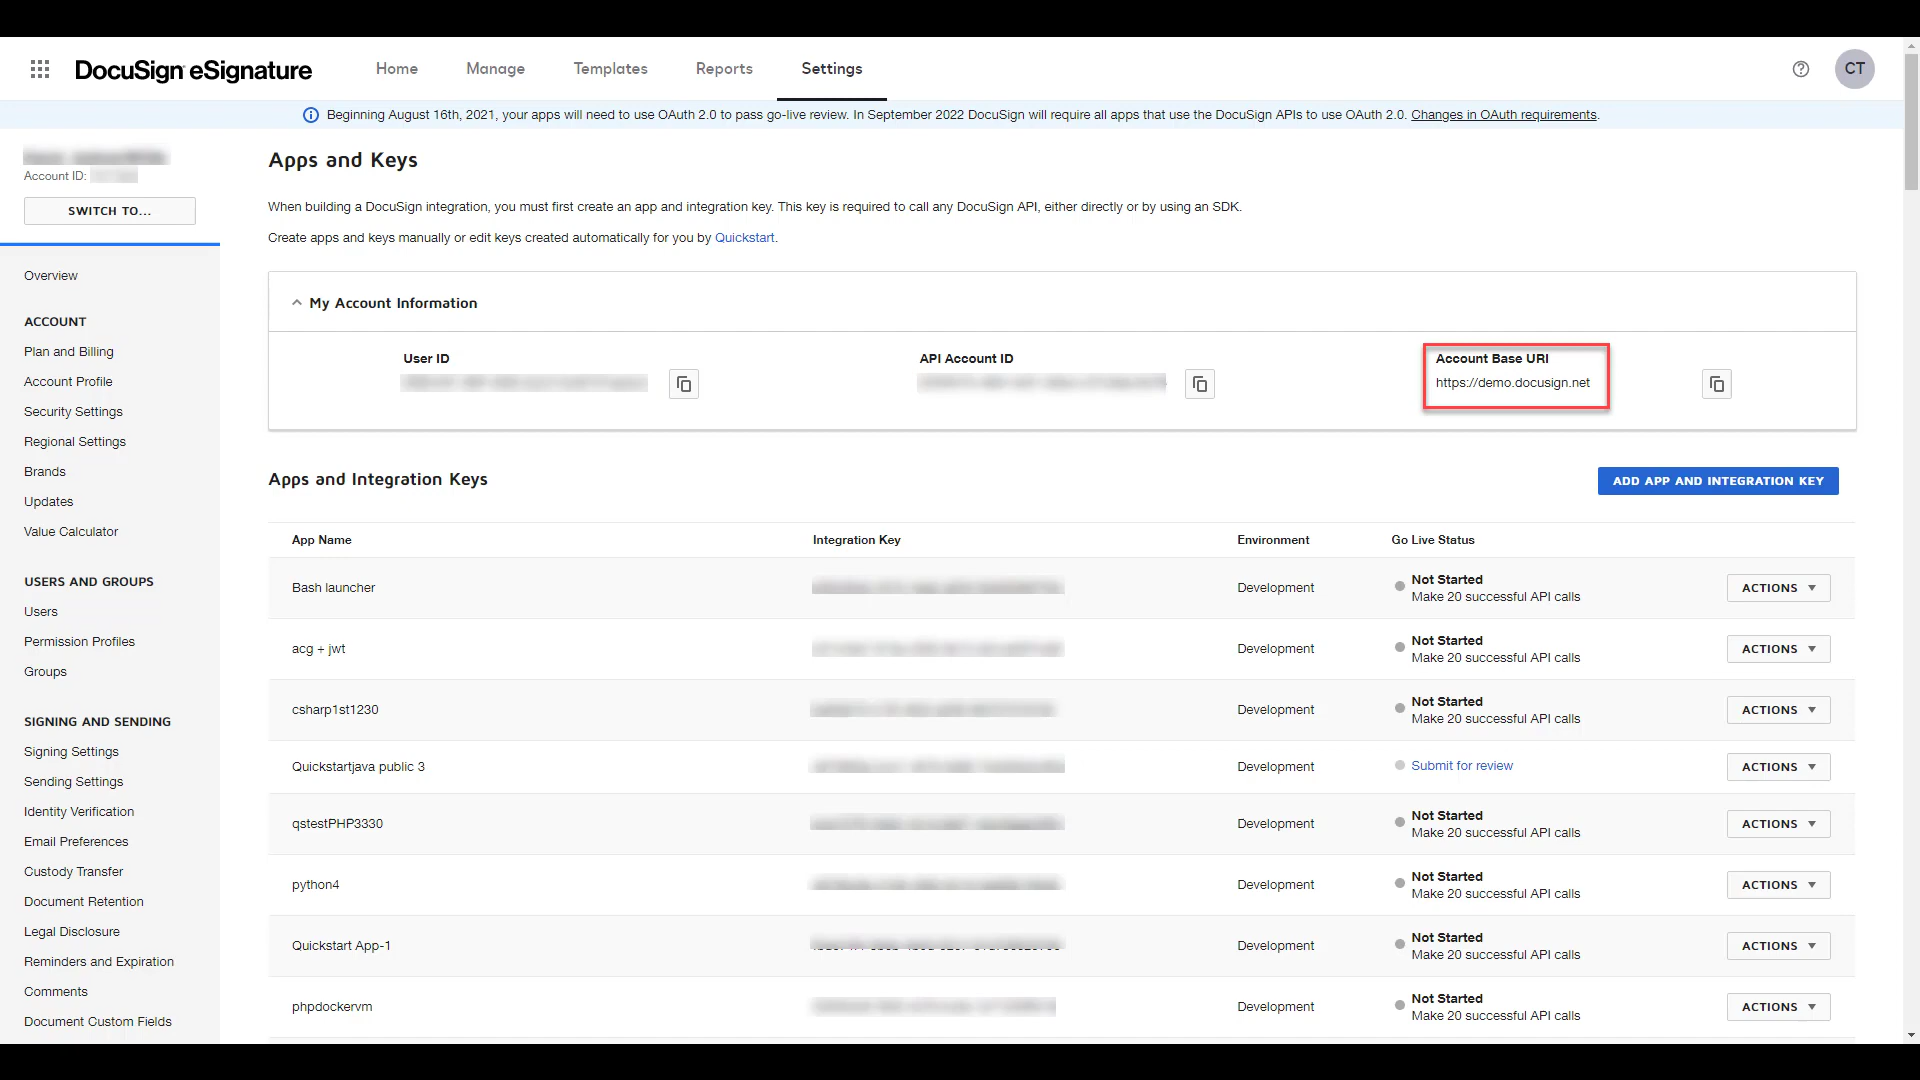 DocuSign eSignature
Home
Manage
Templates
Reports
Settings
CT
Beginning August 16th, 2021, your apps will need to use OAuth 2.0 to pass go-live review. In September 2022 DocuSign will require all apps that use the DocuSign APIs to use OAuth 2.0. Changes in OAuth requirements.
Account ID:
SWITCH TO...
Overview
ACCOUNT
Plan and Billing
Account Profile
Security Settings
Regional Settings
Brands
Updates
Value Calculator
USERS AND GROUPS
Users
Permission Profiles
Groups
SIGNING AND SENDING
Signing Settings
Sending Settings
Identity Verification
Email Preferences
Custody Transfer
Document Retention
Legal Disclosure
Reminders and Expiration
Comments
Document Custom Fields
Apps and Keys
When building a DocuSign integration, you must first create an app and integration key. This key is required to call any DocuSign API, either directly or by using an SDK.
Create apps and keys manually or edit keys created automatically for you by Quickstart.
My Account Information
User ID
API Account ID
Account Base URI
https://demo.docusign.net
Apps and Integration Keys
ADD APP AND INTEGRATION KEY
App Name Integration Key Environment Go Live Status
Bash launcher Development Not Started ACTIONS
Make 20 successful API calls
acg + jwt Development Not Started ACTIONS
Make 20 successful API calls
csharp1st1230 Development Not Started ACTIONS
Make 20 successful API calls
Quickstartjava public 3 Development Submit for review ACTIONS
qstestPHP3330 Development Not Started ACTIONS
Make 20 successful API calls
python4 Development Not Started ACTIONS
Make 20 successful API calls
Quickstart App-1 Development Not Started ACTIONS
Make 20 successful API calls
phpdockervm Development Not Started ACTIONS
Make 20 successful API calls